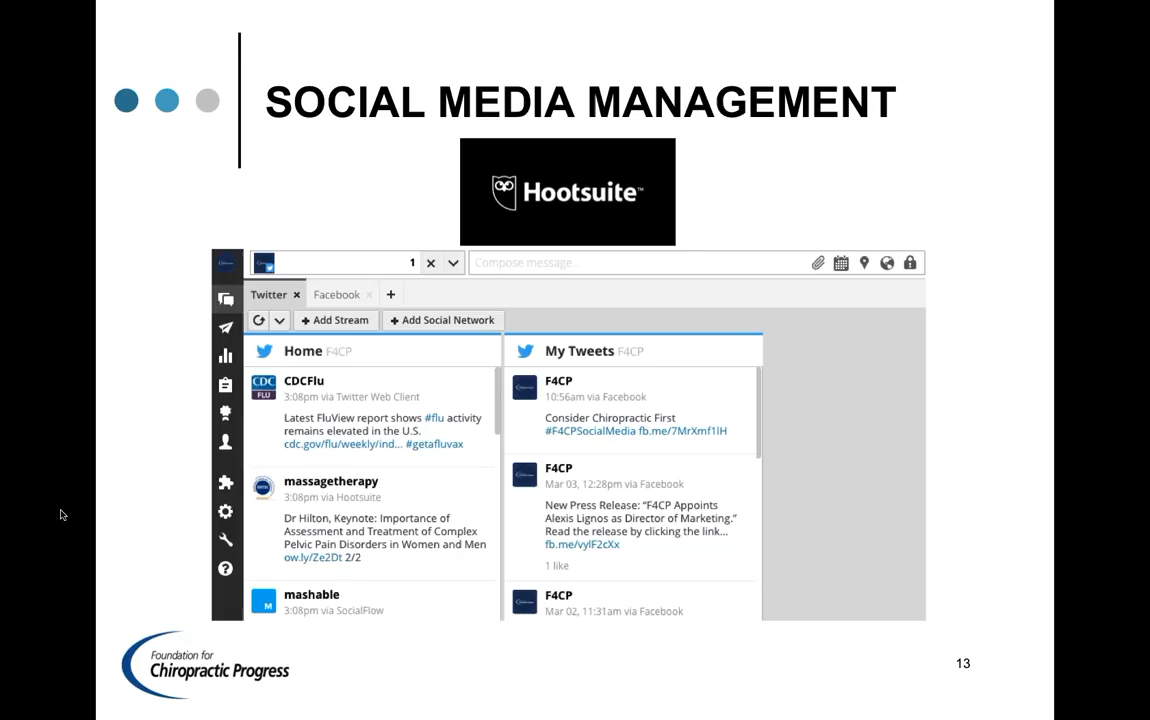 SOCIAL MEDIA MANAGEMENT
Hootsuite™
1
Compose message...
Twitter
Facebook
Add Stream
Add Social Network
Home F4CP
CDC
FLU
CDCFlu
3:08pm via Twitter Web Client
Latest FluView report shows #flu activity
remains elevated in the U.S.
cdc.gov/flu/weekly/ind... #getafluvax
massagetherapy
3:08pm via Hootsuite
Dr Hilton, Keynote: Importance of
Assessment and Treatment of Complex
Pelvic Pain Disorders in Women and Men
ow.ly/Ze2Dt 2/2
M
mashable
3:08pm via SocialFlow
My Tweets F4CP
F4CP
10:56am via Facebook
Consider Chiropractic First
#F4CPSocialMedia fb.me/7MrXmf1lH
F4CP
Mar 03, 12:28pm via Facebook
New Press Release: “F4CP Appoints
Alexis Lignos as Director of Marketing.”
Read the release by clicking the link...
fb.me/vylF2cXx
1 like
F4CP
Mar 02, 11:31am via Facebook
Foundation for
Chiropractic Progress
13